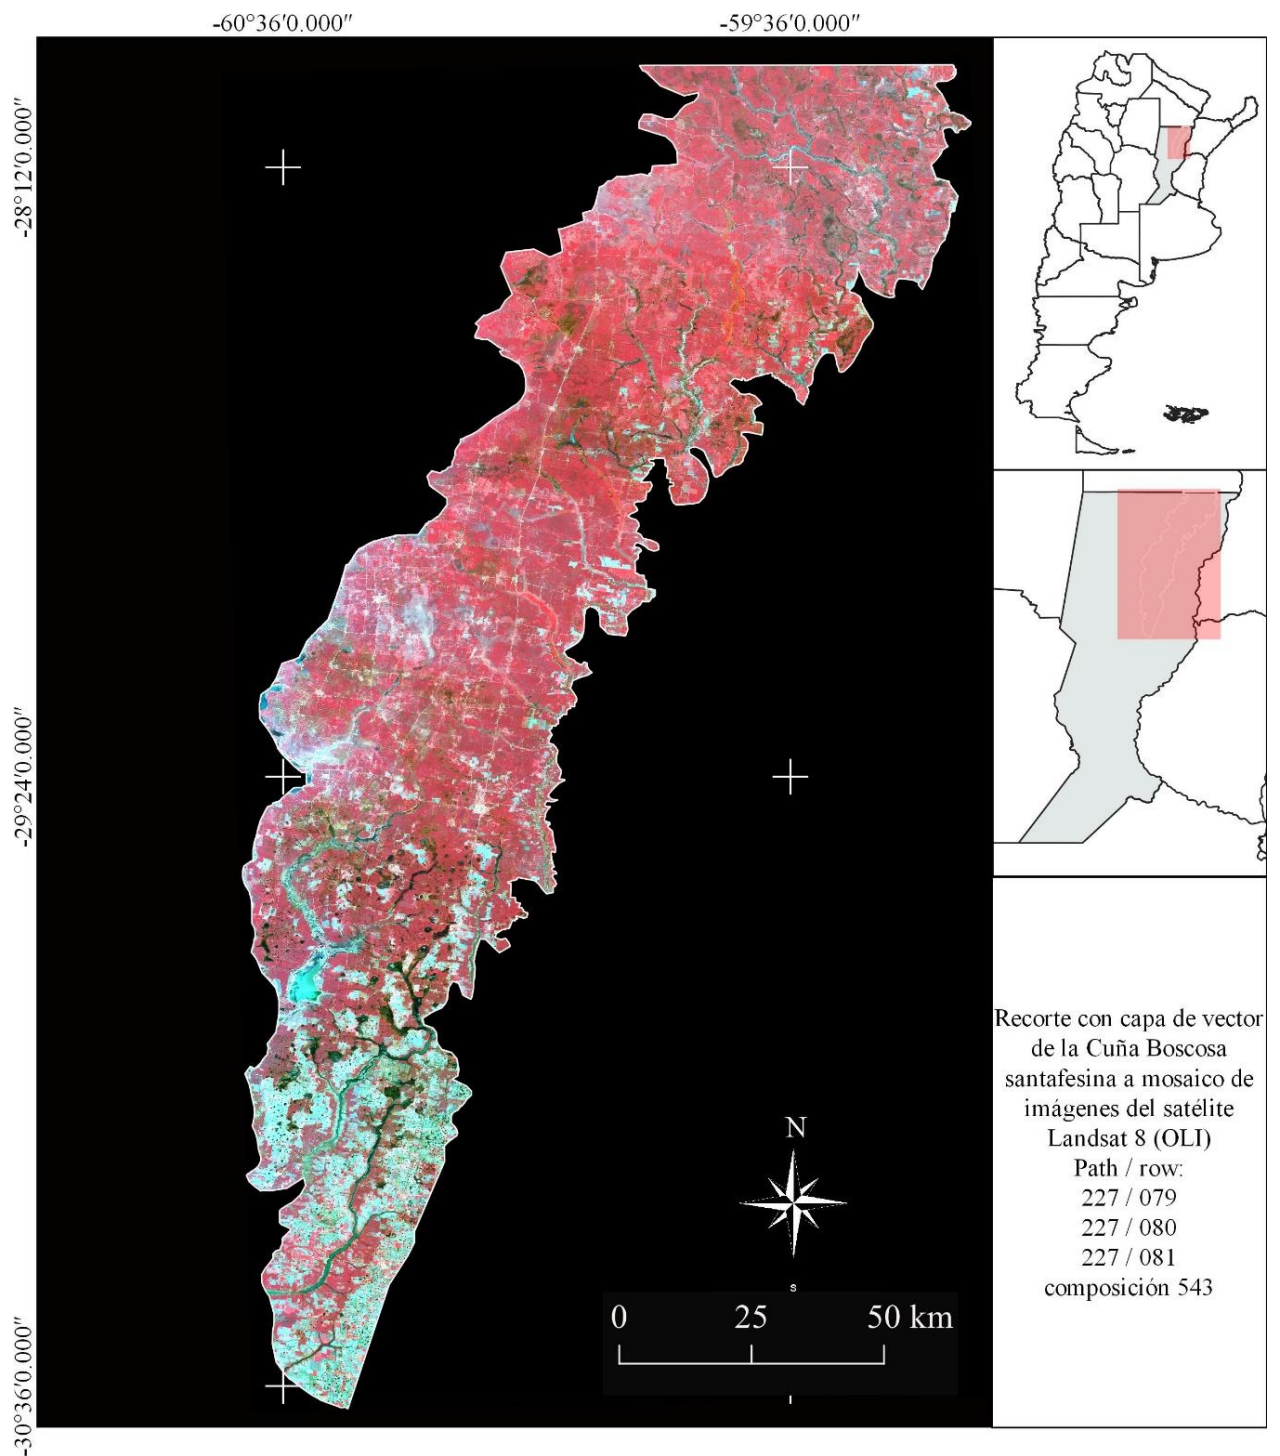 -60°36'0.000"
-59°36'0.000"
-28°12'0.000"
-29°24'0.000"
-30°36'0.000"
N
s
0 25 50 km
Recorte con capa de vector
de la Cuña Boscosa
santafesina a mosaico de
imágenes del satélite
Landsat 8 (OLI)
Path / row:
227 / 079
227 / 080
227 / 081
composición 543